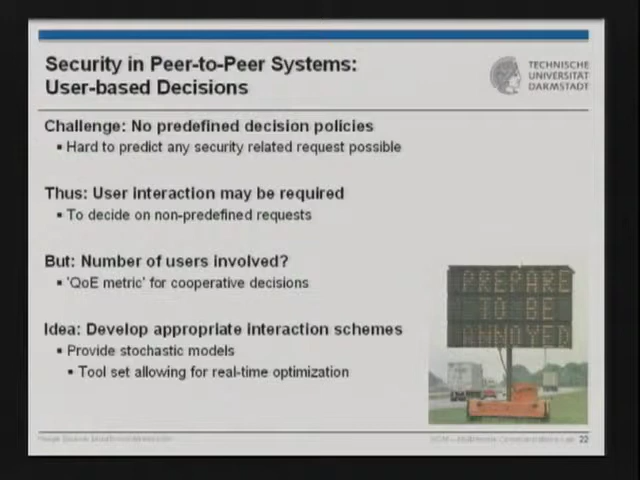 Security in Peer-to-Peer Systems:
User-based Decisions
TECHNISCHE
UNIVERSITÄT
DARMSTADT
Challenge: No predefined decision policies
▪ Hard to predict any security related request possible
Thus: User interaction may be required
▪ To decide on non-predefined requests
But: Number of users involved?
▪ 'QoE metric' for cooperative decisions
Idea: Develop appropriate interaction schemes
▪ Provide stochastic models
▪ Tool set allowing for real-time optimization
PREPARE
TO BE
ANNOYED
22